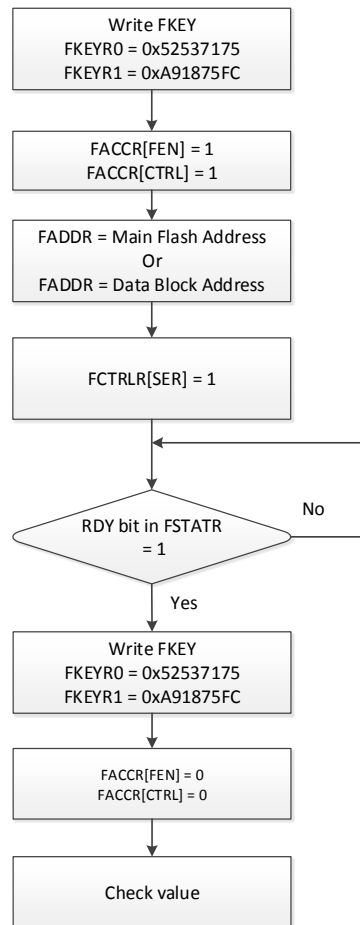 Write FKEY
FKEYR0 = 0x52537175
FKEYR1 = 0xA91875FC
FACCR[FEN] = 1
FACCR[CTRL] = 1
FADDR = Main Flash Address
Or
FADDR = Data Block Address
FCTRLR[SER] = 1
RDY bit in FSTATR
= 1
No
Yes
Write FKEY
FKEYR0 = 0x52537175
FKEYR1 = 0xA91875FC
FACCR[FEN] = 0
FACCR[CTRL] = 0
Check value